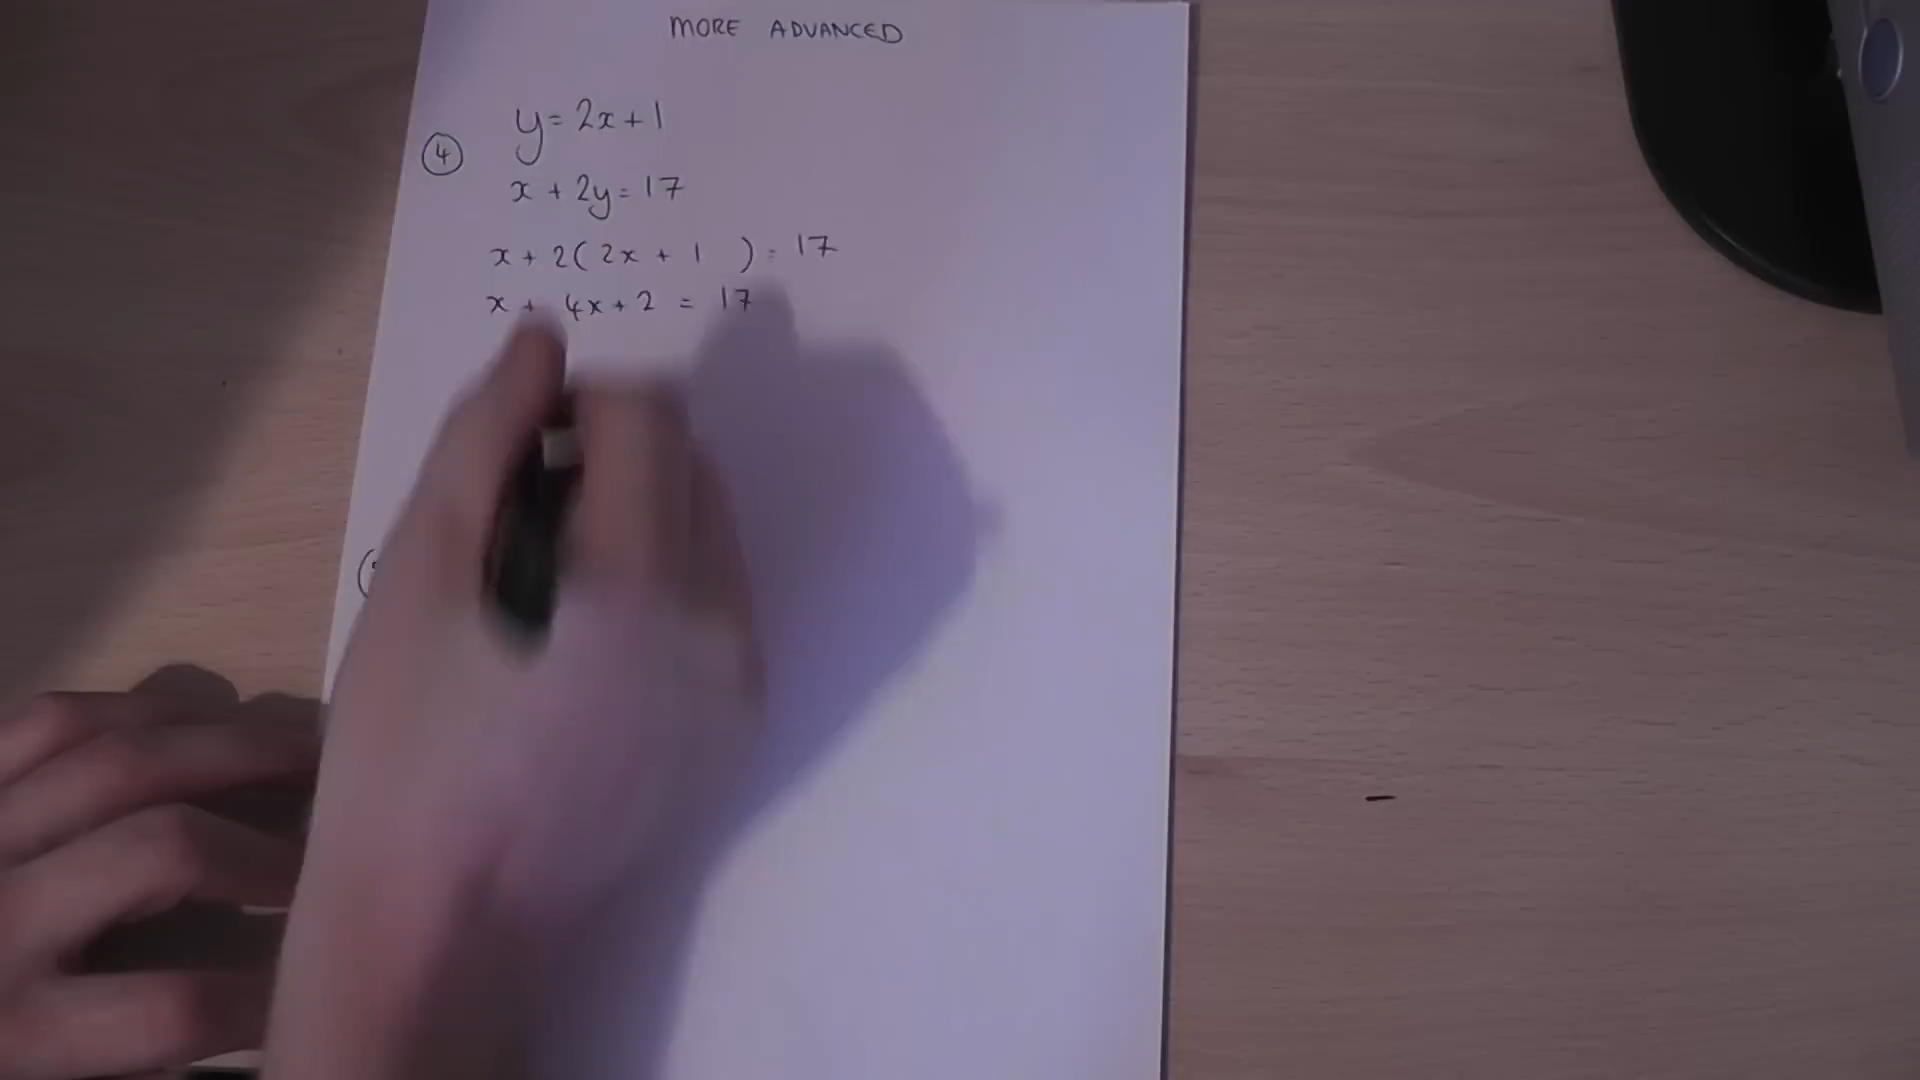 MORE ADVANCED
y = 2x + 1
4
x + 2y = 17
x + 2( 2x + 1 ) = 17
x + 4x + 2 = 17